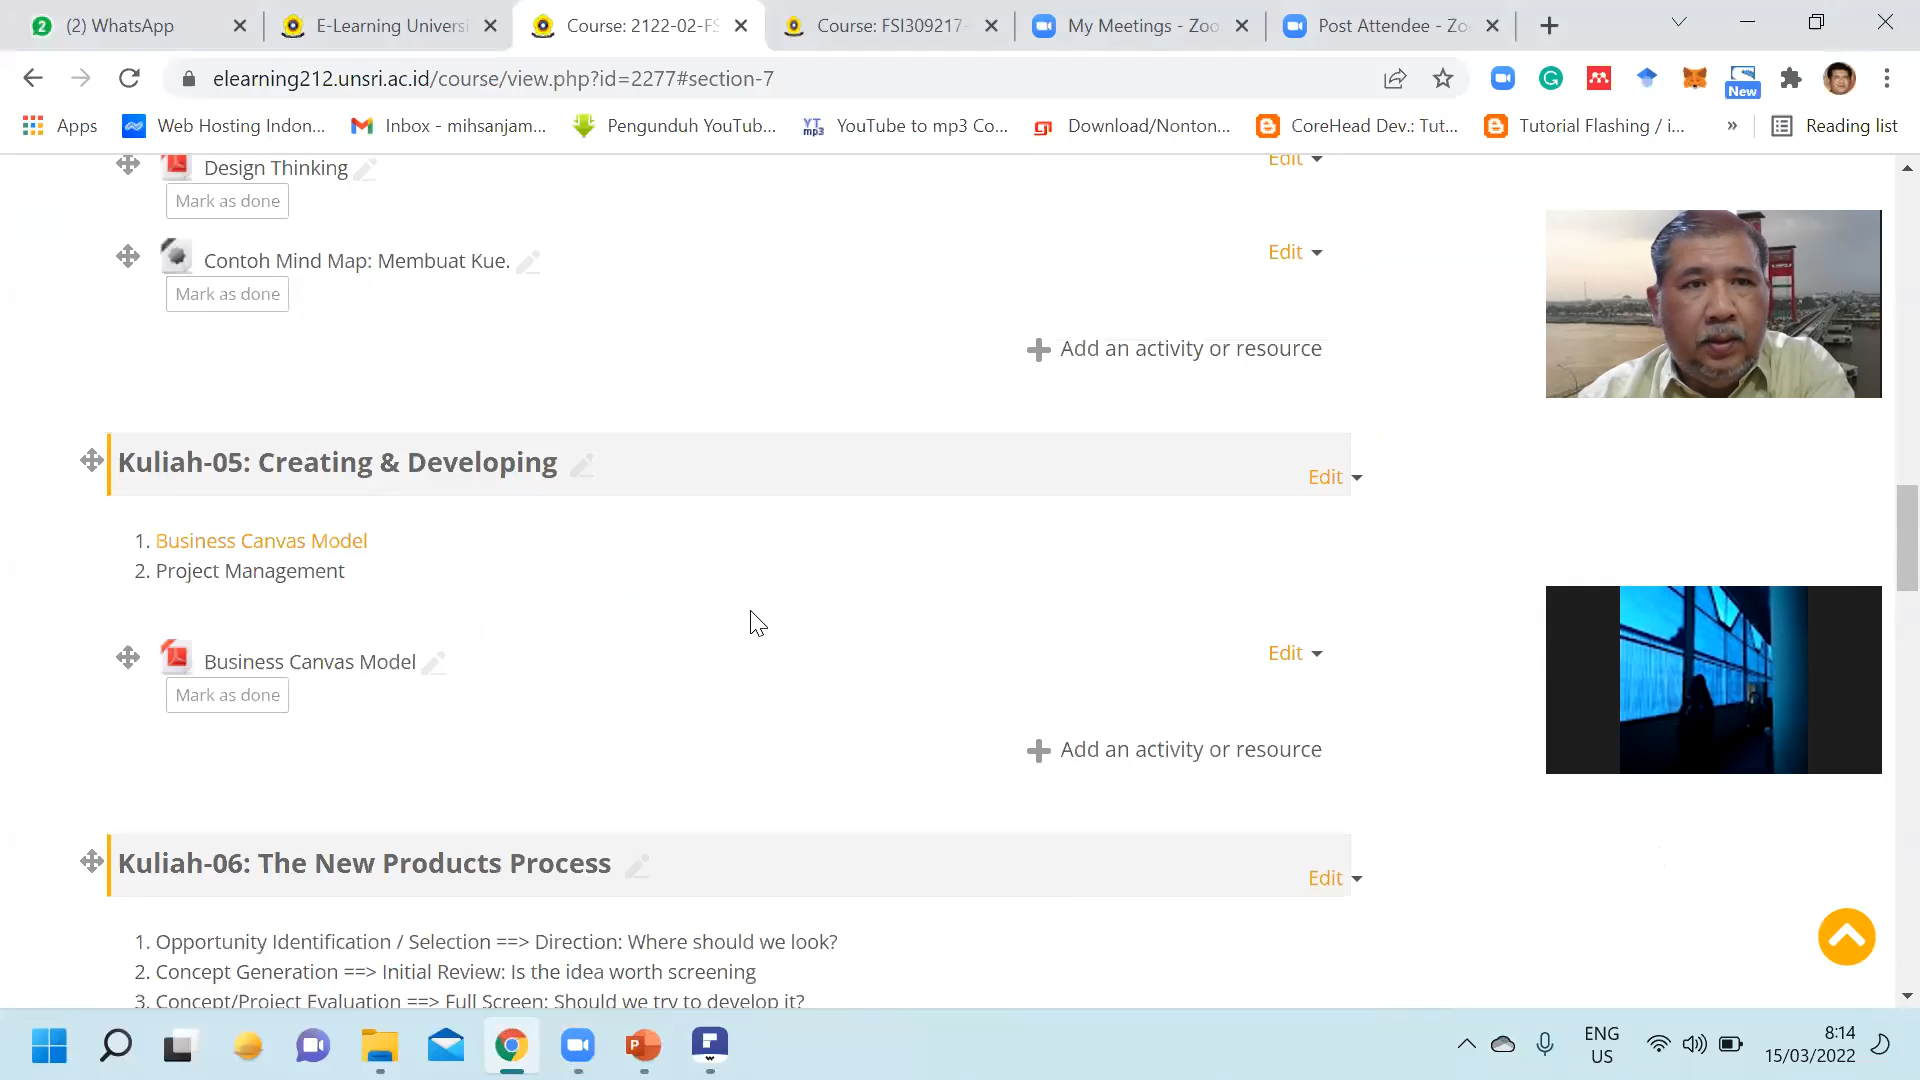 (2) WhatsApp
E-Learning Universi
Course: 2122-02-FS
Course: FSI309217-
My Meetings - Zoo
Post Attendee - Zo
elearning212.unsri.ac.id/course/view.php?id=2277#section-7
New
Apps
Web Hosting Indon...
Inbox - mihsanjam...
Pengunduh YouTub...
YT mp3
YouTube to mp3 Co...
Download/Nonton...
CoreHead Dev.: Tut...
Tutorial Flashing / i...
»
Reading list
Design Thinking
Edit
Mark as done
Contoh Mind Map: Membuat Kue.
Edit
Mark as done
Add an activity or resource
Kuliah-05: Creating & Developing
Edit
1. Business Canvas Model
2. Project Management
Business Canvas Model
Edit
Mark as done
Add an activity or resource
Kuliah-06: The New Products Process
Edit
1. Opportunity Identification / Selection ==> Direction: Where should we look?
2. Concept Generation ==> Initial Review: Is the idea worth screening
3. Concept/Project Evaluation ==> Full Screen: Should we try to develop it?
ENG
US
8:14
15/03/2022